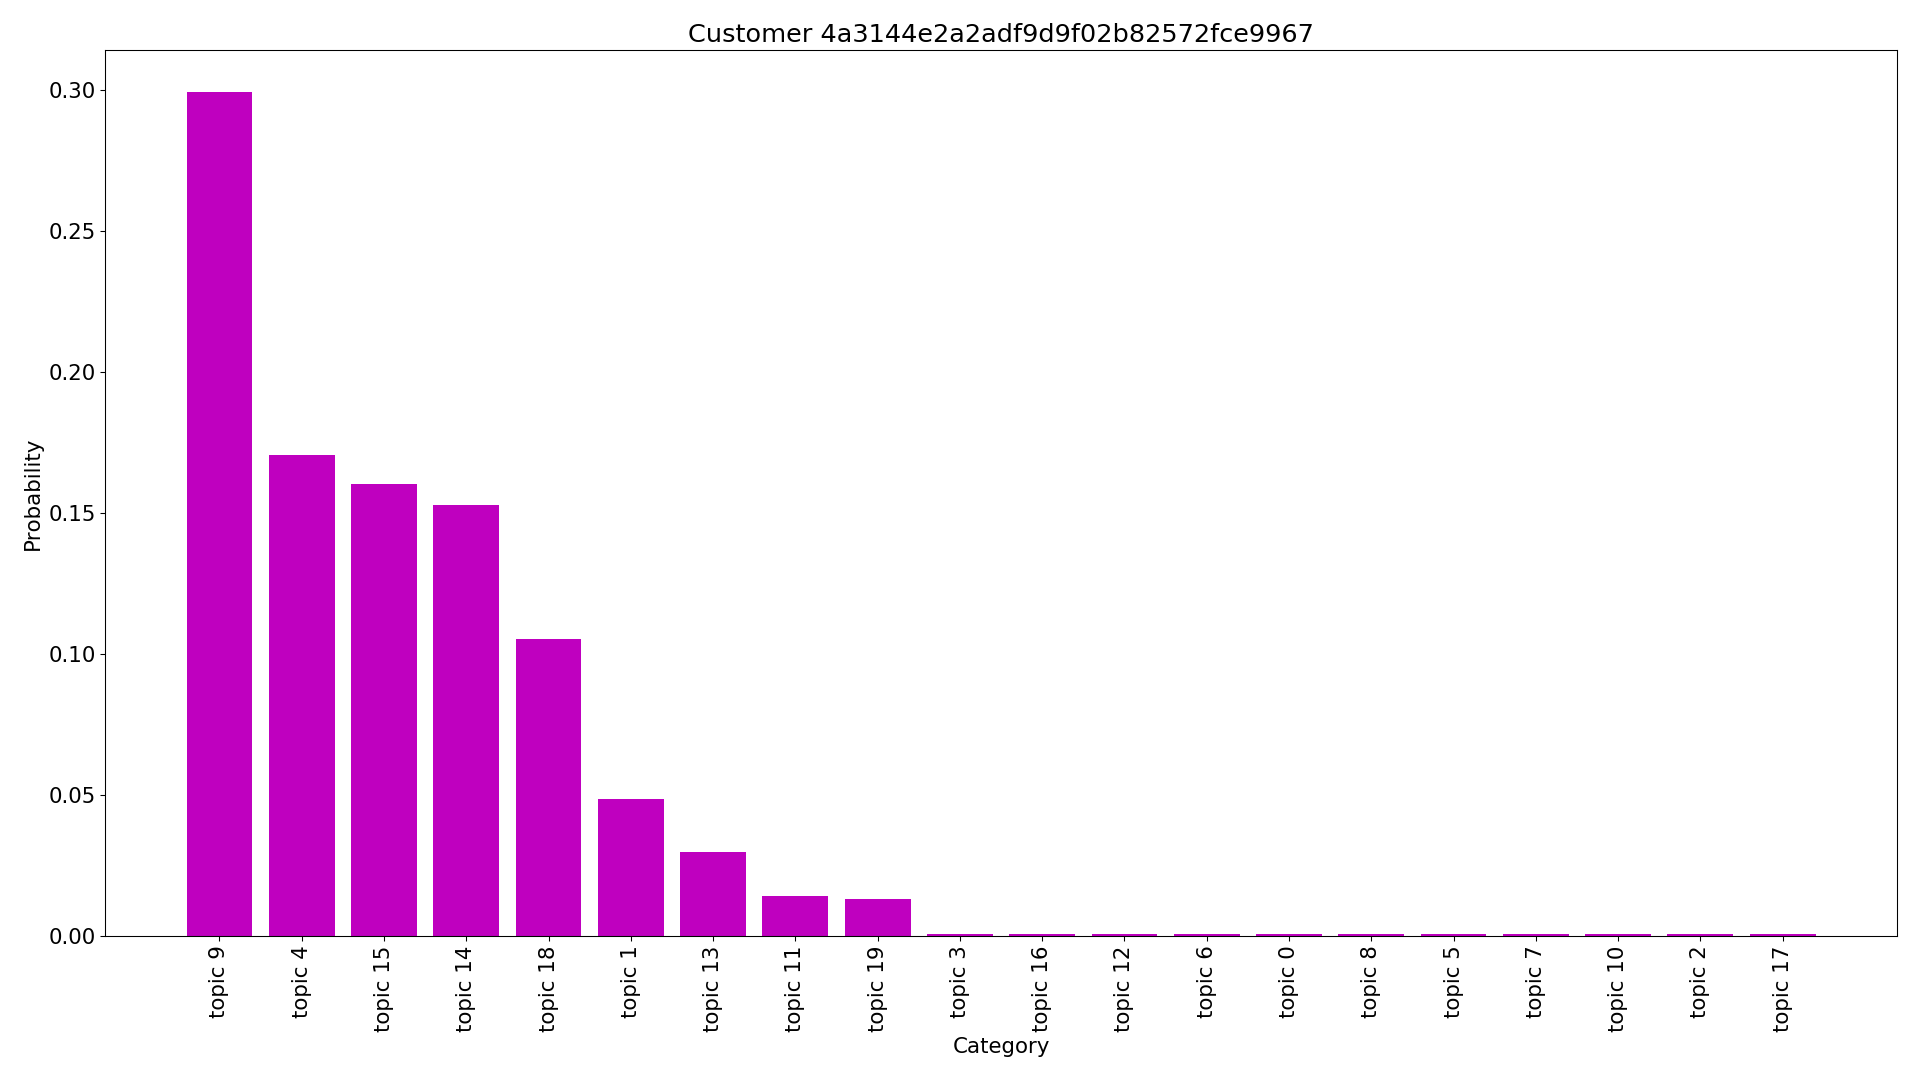 Customer 4a3144e2a2adf9d9f02b82572fce9967
Probability
0.30
0.25
0.20
0.15
0.10
0.05
0.00
topic 9
topic 4
topic 15
topic 14
topic 18
topic 1
topic 13
topic 11
topic 19
topic 3
topic 16
topic 12
topic 6
topic 0
topic 8
topic 5
topic 7
topic 10
topic 2
topic 17
Category